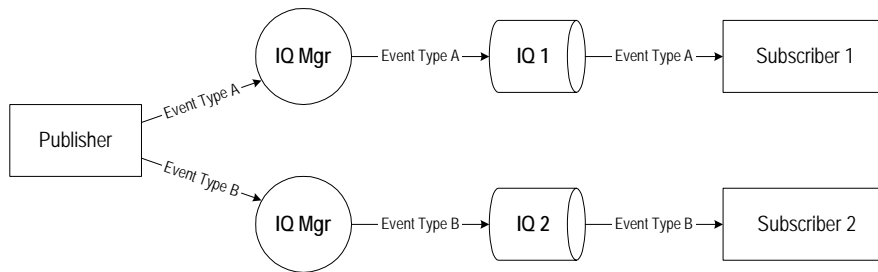 IQ Mgr
Event Type A
IQ 1
Event Type A
Subscriber 1
Event Type A
Publisher
Event Type B
IQ Mgr
Event Type B
IQ 2
Event Type B
Subscriber 2